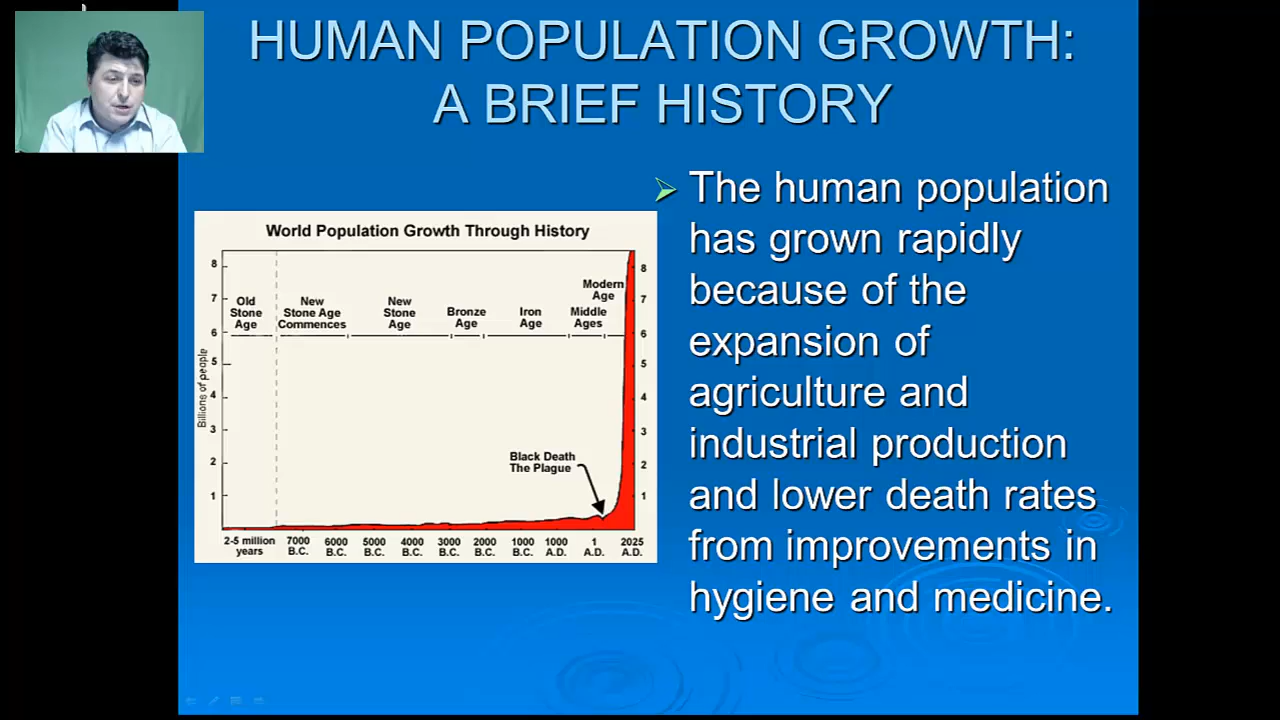 HUMAN POPULATION GROWTH:
A BRIEF HISTORY
➢ The human population
has grown rapidly
because of the
expansion of
agriculture and
industrial production
and lower death rates
from improvements in
hygiene and medicine.
World Population Growth Through History
Billions of people
8
7
6
5
4
3
2
1
Old
Stone
Age
New
Stone Age
Commences
New
Stone
Age
Bronze
Age
Iron
Age
Middle
Ages
Modern
Age
Black Death
The Plague
8
7
6
5
4
3
2
1
2-5 million
years
7000
B.C.
6000
B.C.
5000
B.C.
4000
B.C.
3000
B.C.
2000
B.C.
1000
B.C.
1000
A.D.
1
A.D.
2025
A.D.